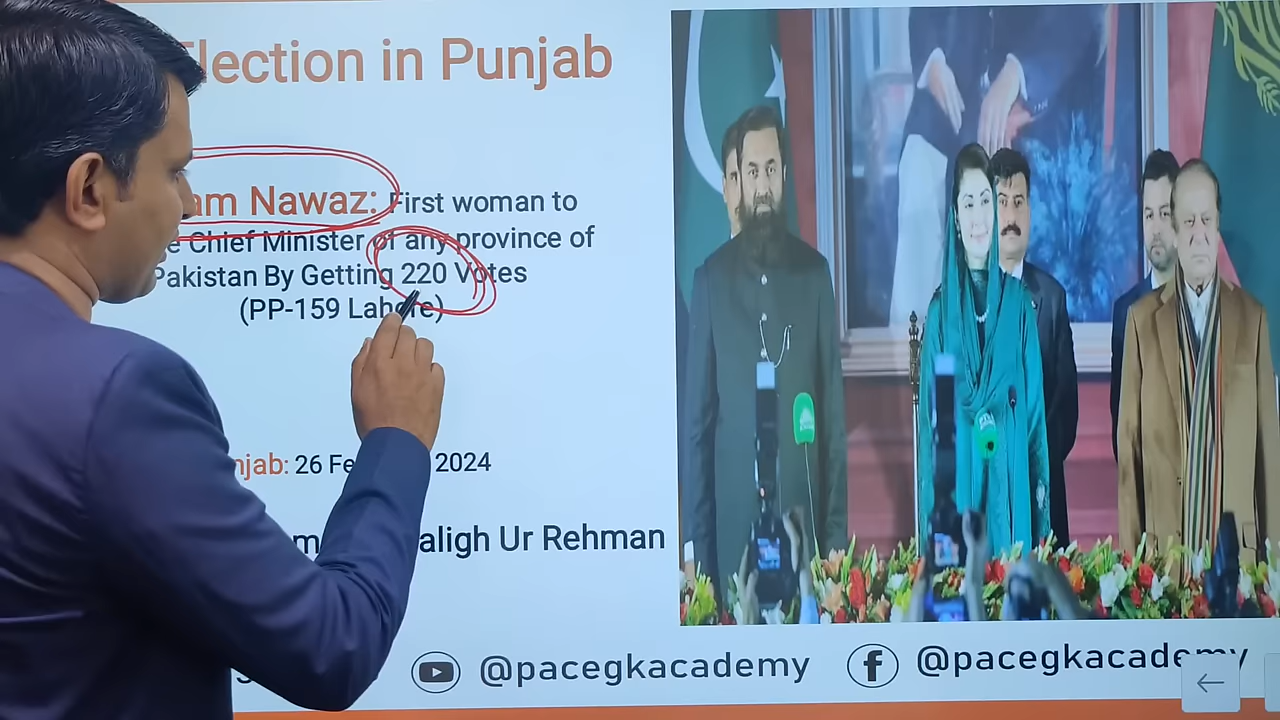 lection in Punjab
am Nawaz: First woman to
e Chief Minister of any province of
Pakistan By Getting 220 Votes
(PP-159 Lahore)
njab: 26 Fe 2024
m aligh Ur Rehman
@pacegkacademy
@pacegkacademy